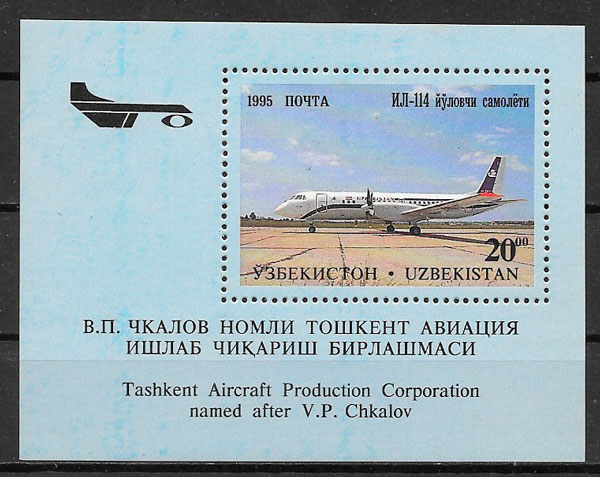 1995 ПОЧТА
ИЛ-114 йўловчи самолёти
20⁰⁰
ЎЗБЕКИСТОН • UZBEKISTAN
В.П. ЧКАЛОВ НОМЛИ ТОШКЕНТ АВИАЦИЯ
ИШЛАБ ЧИҚАРИШ БИРЛАШМАСИ
Tashkent Aircraft Production Corporation
named after V.P. Chkalov